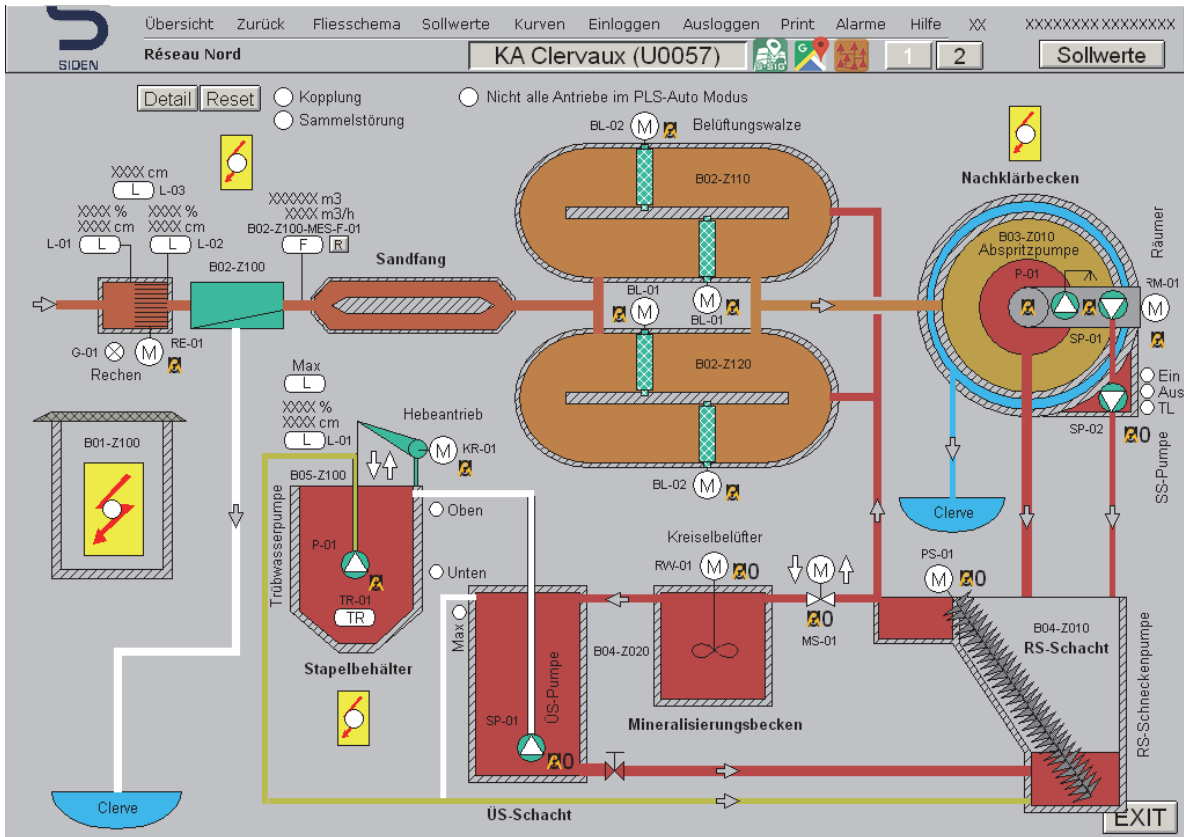 Übersicht Zurück Fliesschema Sollwerte Kurven Einloggen Ausloggen Print Alarme Hilfe XX XXXXXXXX XXXXXXXX
SIDEN
Réseau Nord
KA Clervaux (U0057)
S-SIG
G
1
2
Sollwerte
Detail
Reset
Kopplung
Sammelstörung
Nicht alle Antriebe im PLS-Auto Modus
BL-02
M
Belüftungswalze
B02-Z110
BL-01
M
Nachklärbecken
XXXX cm
L
L-03
XXXX %
XXXX cm
L-01
L
XXXX %
XXXX cm
L
L-02
XXXXXXX m3
XXXX m3/h
B02-Z100-MES-F-01
F
R
B02-Z100
Sandfang
G-01
M
RE-01
Rechen
BL-01
M
B02-Z120
BL-02
M
B03-Z010
Abspritzpumpe
P-01
SP-01
Räumer
RM-01
M
Ein
Aus
TL
SP-02
0
SS-Pumpe
Clerve
B01-Z100
Max
L
XXXX %
XXXX cm
L
L-01
Hebeantrieb
M
KR-01
B05-Z100
Trübwasserpumpe
P-01
TR-01
TR
Oben
Unten
Stapelbehälter
Max
SP-01
ÜS-Pumpe
0
ÜS-Schacht
Kreiselbelüfter
RW-01
M
0
B04-Z020
Mineralisierungsbecken
M
0
MS-01
PS-01
M
0
B04-Z010
RS-Schacht
RS-Schneckenpumpe
Clerve
EXIT